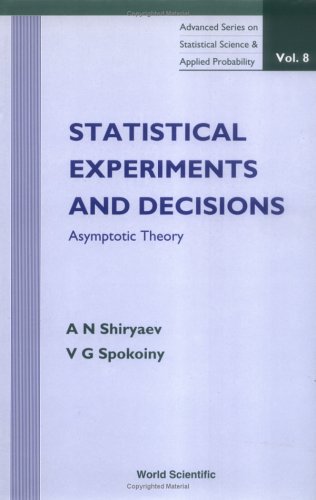 Advanced Series on
Statistical Science &
Applied Probability
Vol. 8
STATISTICAL
EXPERIMENTS
AND DECISIONS
Asymptotic Theory
A N Shiryaev
V G Spokoiny
World Scientific